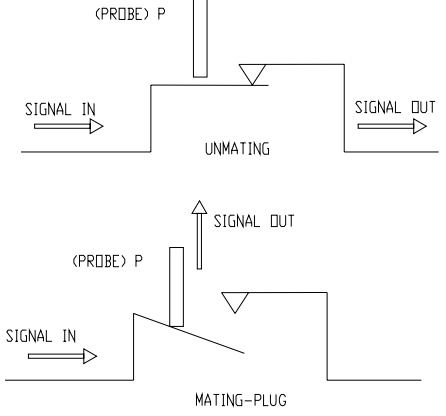 (PROBE) P
SIGNAL IN
SIGNAL OUT
UNMATING
SIGNAL OUT
(PROBE) P
SIGNAL IN
MATING-PLUG